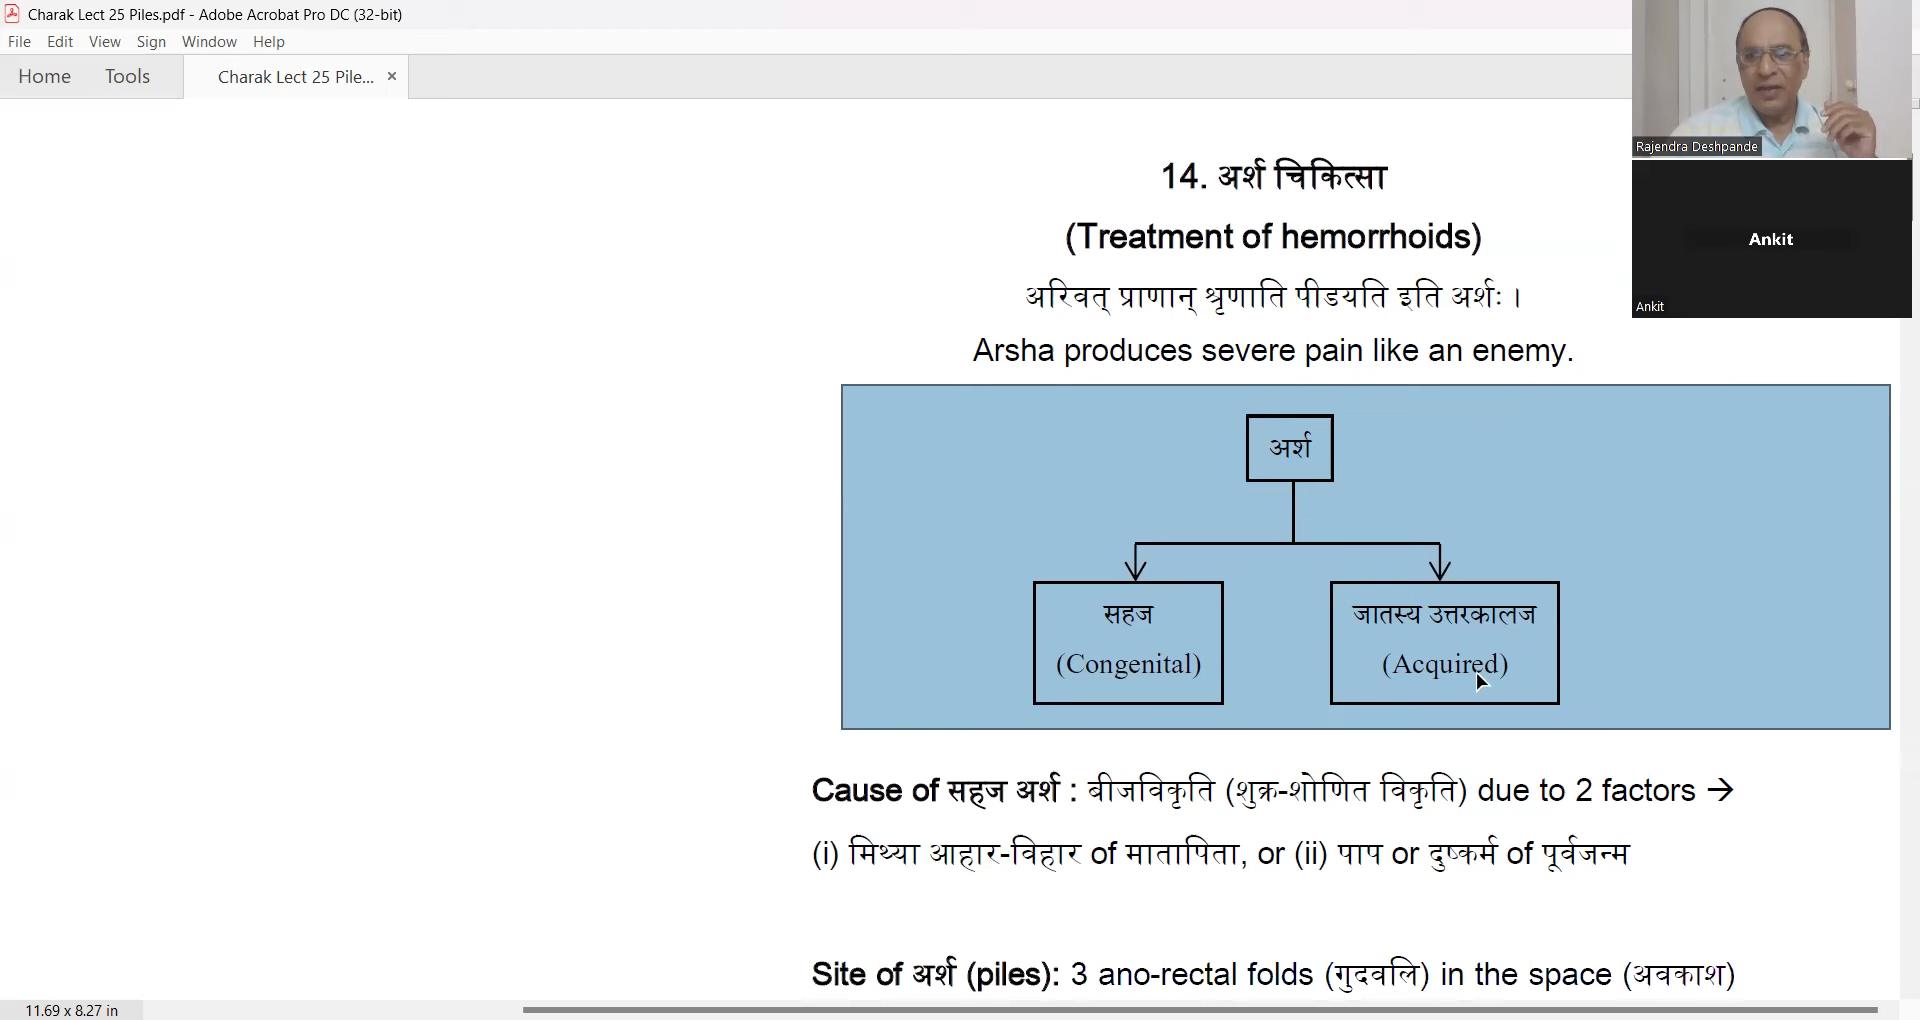 Charak Lect 25 Piles.pdf - Adobe Acrobat Pro DC (32-bit)
File Edit View Sign Window Help
Home Tools Charak Lect 25 Pile... ×
Rajendra Deshpande
Ankit
Ankit
14. अर्श चिकित्सा
(Treatment of hemorrhoids)
अरिवत् प्राणान् श्रृणाति पीडयति इति अर्शः ।
Arsha produces severe pain like an enemy.
अर्श
सहज
(Congenital)
जातस्य उत्तरकालज
(Acquired)
Cause of सहज अर्श : बीजविकृति (शुक्र-शोणित विकृति) due to 2 factors →
(i) मिथ्या आहार-विहार of मातापिता, or (ii) पाप or दुष्कर्म of पूर्वजन्म
Site of अर्श (piles): 3 ano-rectal folds (गुदवलि) in the space (अवकाश)
11.69 x 8.27 in